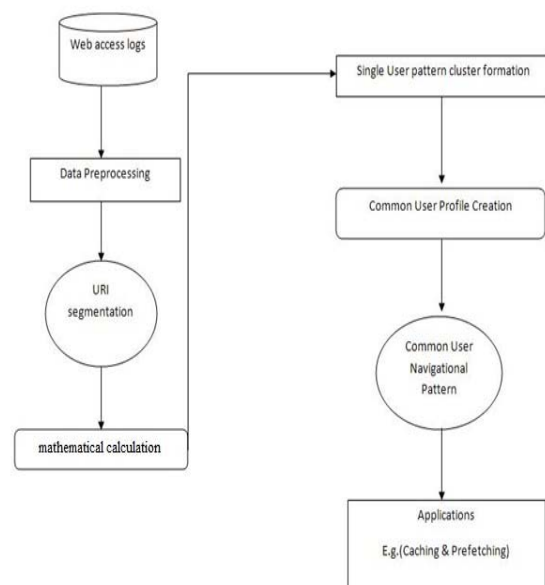 Web access logs
Data Preprocessing
URI
segmentation
mathematical calculation
Single User pattern cluster formation
Common User Profile Creation
Common User
Navigational
Pattern
Applications
E.g.(Caching & Prefetching)